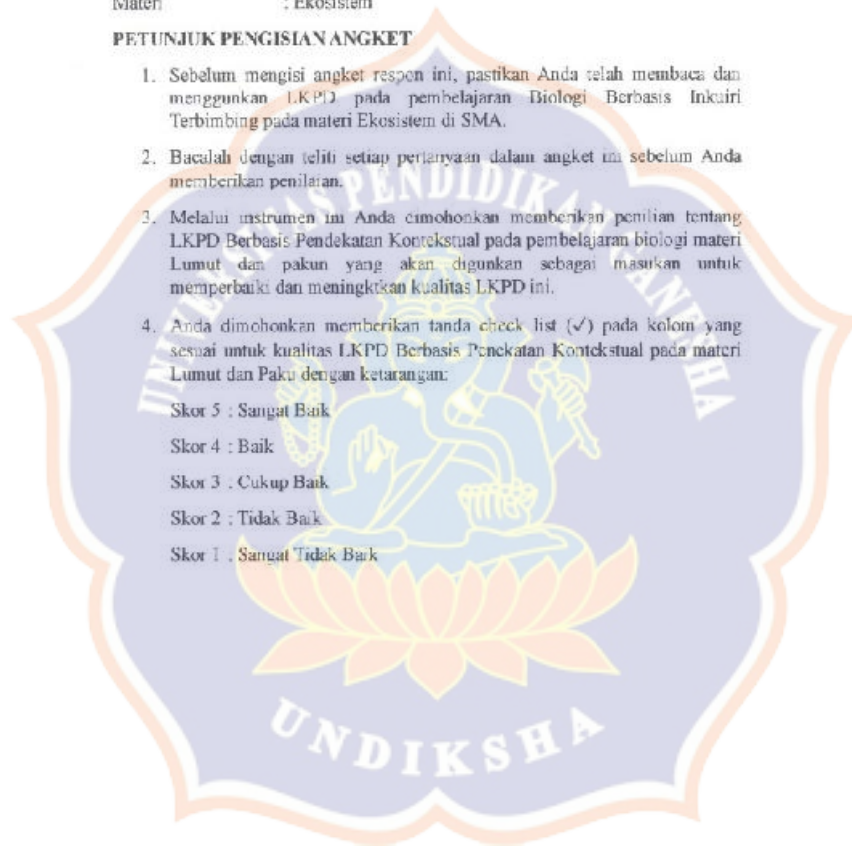 Materi : Ekosistem
PETUNJUK PENGISIAN ANGKET
1. Sebelum mengisi angket respon ini, pastikan Anda telah membaca dan
menggunkan LKPD pada pembelajaran Biologi Berbasis Inkuiri
Terbimbing pada materi Ekosistem di SMA.
2. Bacalah dengan teliti setiap pertanyaan dalam angket ini sebelum Anda
memberikan penilaian.
3. Melalui instrumen ini Anda dimohonkan memberikan penilian tentang
LKPD Berbasis Pendekatan Kontekstual pada pembelajaran biologi materi
Lumut dan pakun yang akan digunkan sebagai masukan untuk
memperbaiki dan meningktkan kualitas LKPD ini.
4. Anda dimohonkan memberikan tanda check list (✓) pada kolom yang
sesuai untuk kualitas LKPD Berbasis Penekatan Kontekstual pada materi
Lumut dan Paku dengan ketarangan:
Skor 5 : Sangat Baik
Skor 4 : Baik
Skor 3 : Cukup Baik
Skor 2 : Tidak Baik
Skor 1 : Sangat Tidak Baik
UNIVERSITAS PENDIDIKAN GANESHA
UNDIKSHA